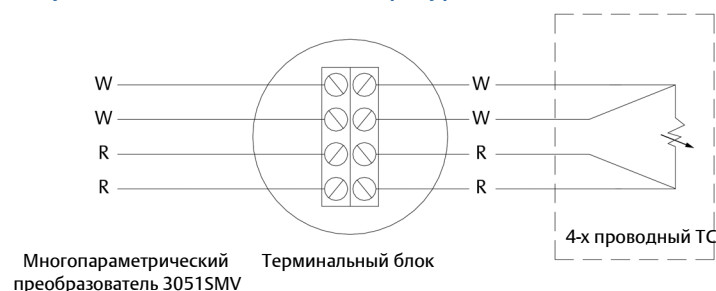 W W
W W
R R
R R
4-х проводный ТС
Многопараметрический Терминальный блок
преобразователь 3051SMV